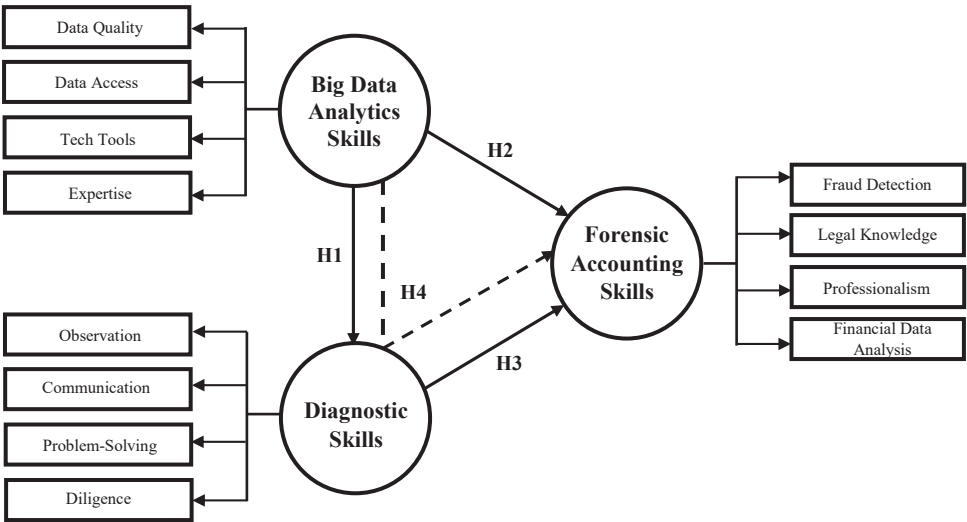 Data Quality
Data Access
Tech Tools
Expertise
Big Data
Analytics
Skills
H2
H1
H4
H3
Forensic
Accounting
Skills
Fraud Detection
Legal Knowledge
Professionalism
Financial Data
Analysis
Observation
Communication
Problem-Solving
Diligence
Diagnostic
Skills